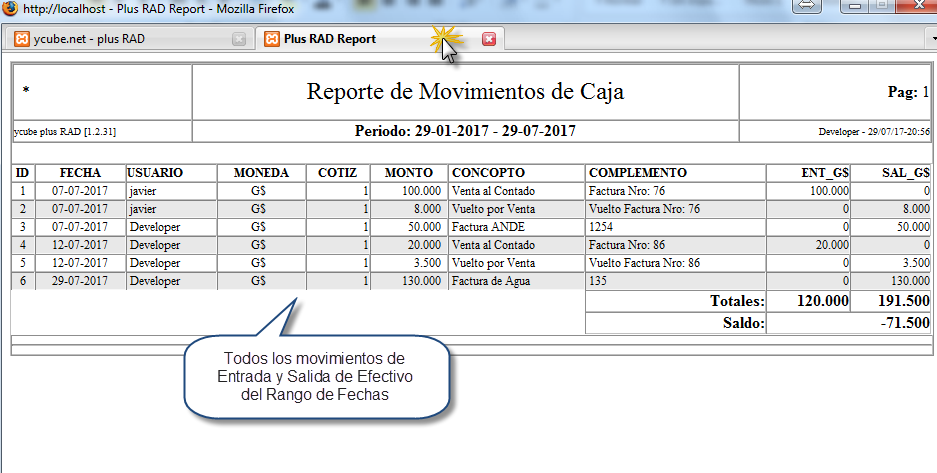 http://localhost - Plus RAD Report - Mozilla Firefox
ycube.net - plus RAD
Plus RAD Report
*
Reporte de Movimientos de Caja
Pag: 1
ycube plus RAD [1.2.31]
Periodo: 29-01-2017 - 29-07-2017
Developer - 29/07/17-20:56
ID FECHA USUARIO MONEDA COTIZ MONTO CONCOPTO COMPLEMENTO ENT_G$ SAL_G$
1 07-07-2017 javier G$ 1 100.000 Venta al Contado Factura Nro: 76 100.000 0
2 07-07-2017 javier G$ 1 8.000 Vuelto por Venta Vuelto Factura Nro: 76 0 8.000
3 07-07-2017 Developer G$ 1 50.000 Factura ANDE 1254 0 50.000
4 12-07-2017 Developer G$ 1 20.000 Venta al Contado Factura Nro: 86 20.000 0
5 12-07-2017 Developer G$ 1 3.500 Vuelto por Venta Vuelto Factura Nro: 86 0 3.500
6 29-07-2017 Developer G$ 1 130.000 Factura de Agua 135 0 130.000
Totales: 120.000 191.500
Saldo: -71.500
Todos los movimientos de
Entrada y Salida de Efectivo
del Rango de Fechas